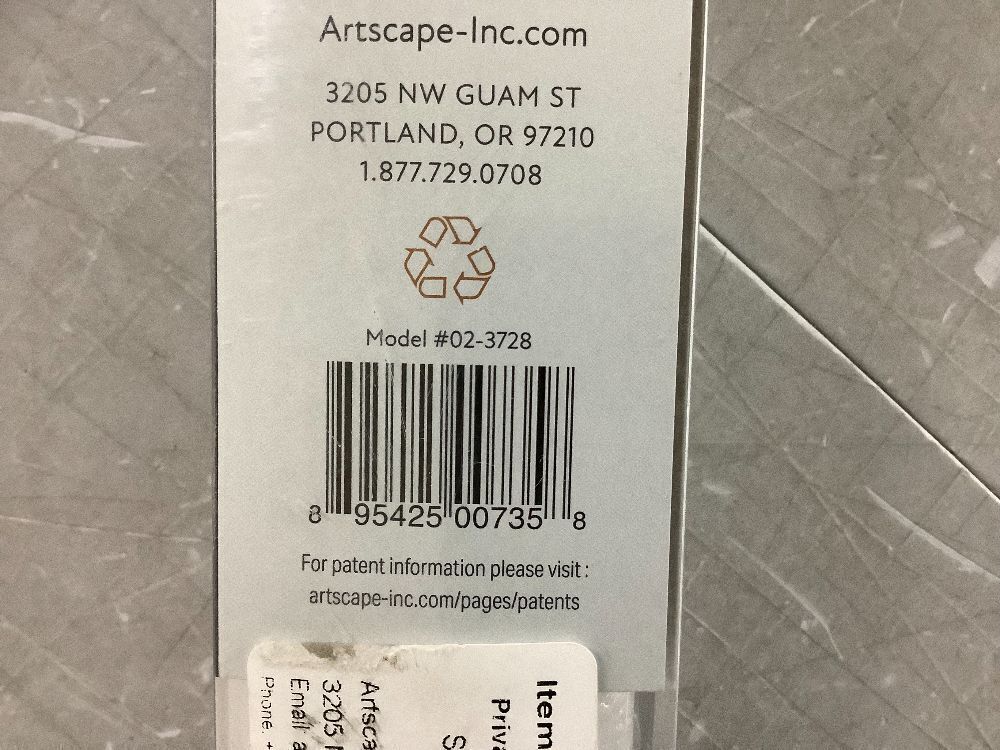 Artscape-Inc.com
3205 NW GUAM ST
PORTLAND, OR 97210
1.877.729.0708
Model #02-3728
8 95425 00735 8
For patent information please visit :
artscape-inc.com/pages/patents
Item
Priva
S
Artsca
3205 N
Email: a
Phone: +